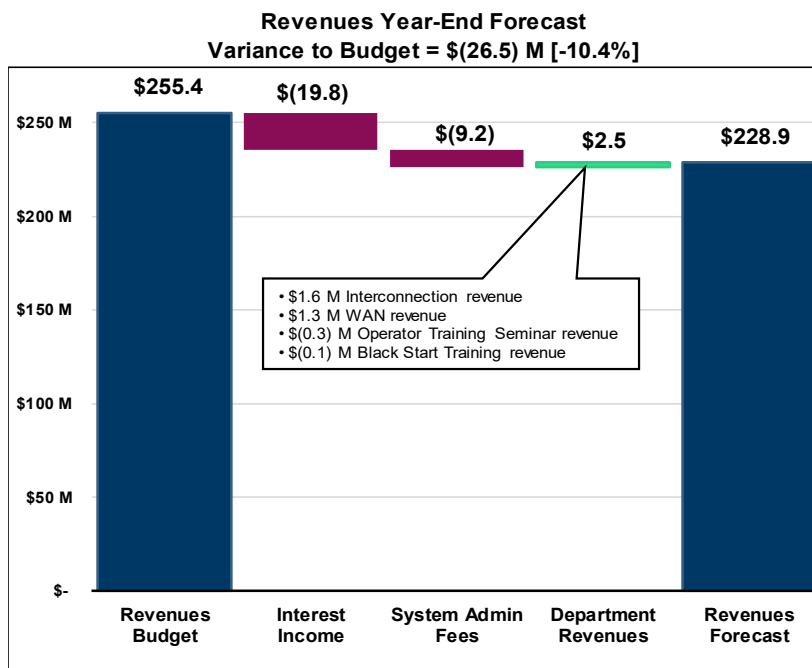 Revenues Year-End Forecast
Variance to Budget = $(26.5) M [-10.4%]
$255.4
$(19.8)
$(9.2)
$2.5
$228.9
$250 M
$200 M
$150 M
$100 M
$50 M
$-
• $1.6 M Interconnection revenue
• $1.3 M WAN revenue
• $(0.3) M Operator Training Seminar revenue
• $(0.1) M Black Start Training revenue
Revenues
Budget
Interest
Income
System Admin
Fees
Department
Revenues
Revenues
Forecast